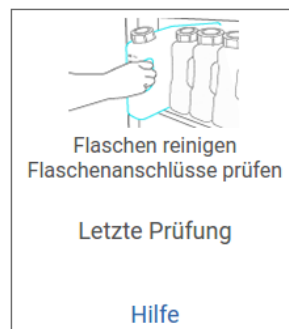 Flaschen reinigen
Flaschenanschlüsse prüfen
Letzte Prüfung
Hilfe